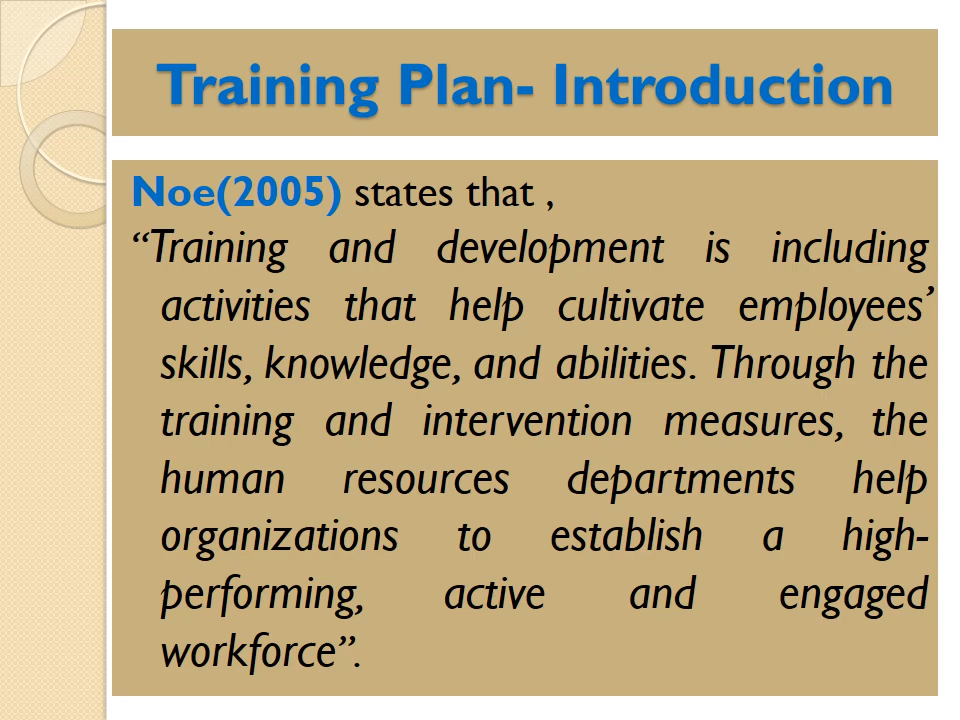 Training Plan- Introduction
Noe(2005) states that ,
“Training and development is including
activities that help cultivate employees’
skills, knowledge, and abilities. Through the
training and intervention measures, the
human resources departments help
organizations to establish a high-
performing, active and engaged
workforce”.